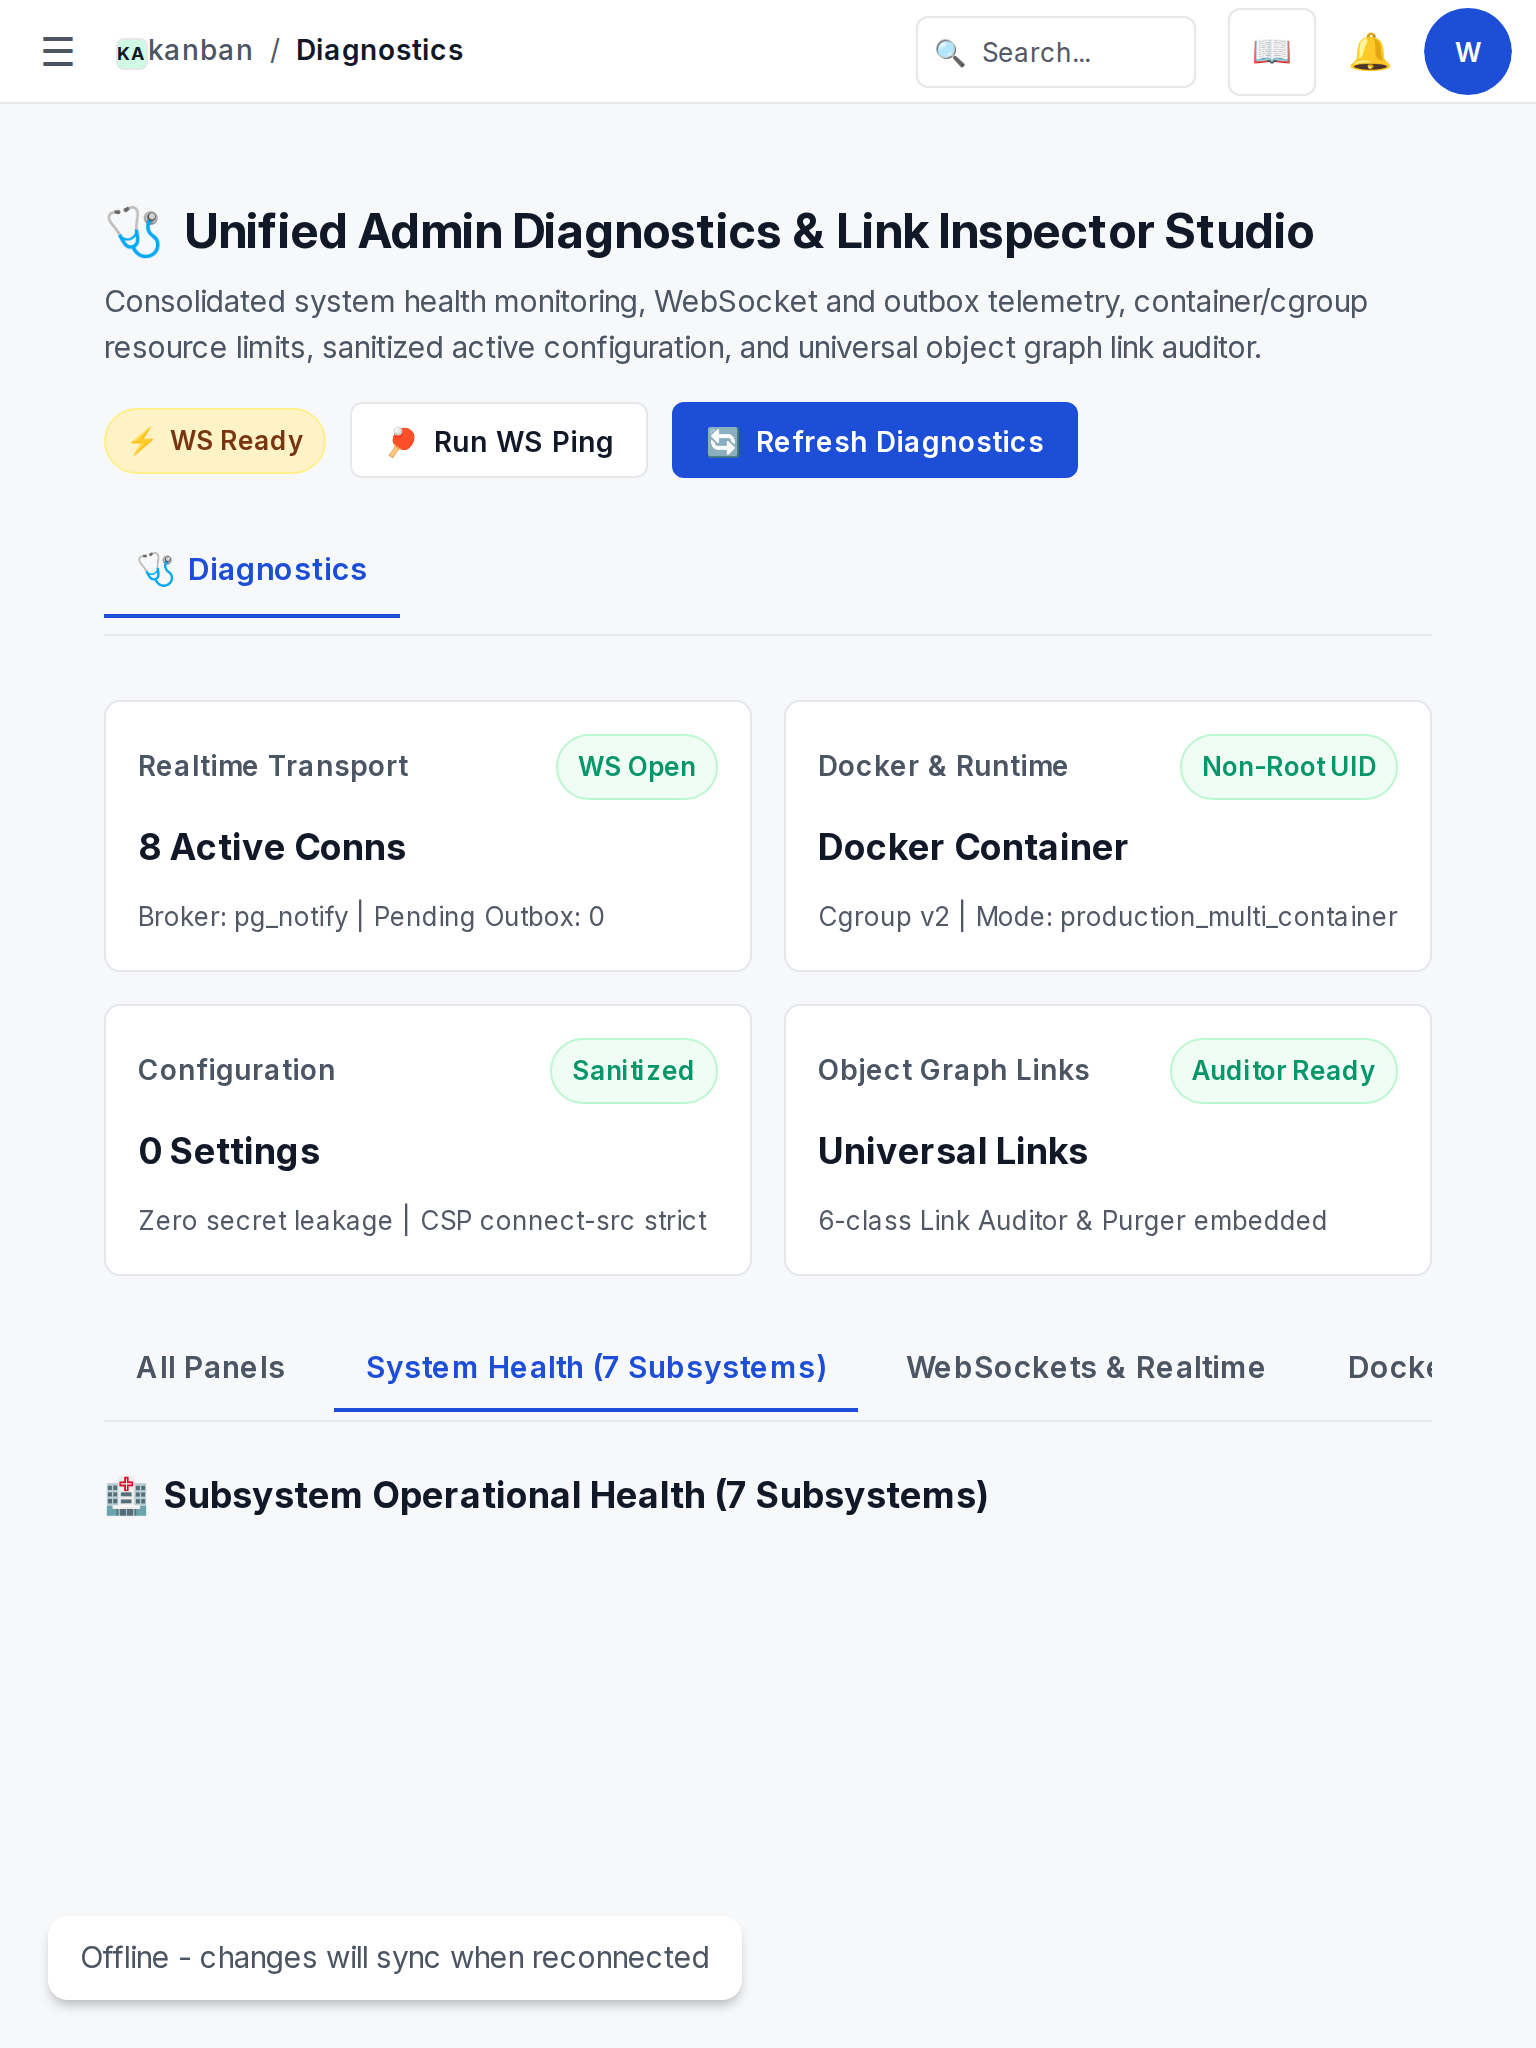 ☰ KA kanban / Diagnostics Search... W
Unified Admin Diagnostics & Link Inspector Studio
Consolidated system health monitoring, WebSocket and outbox telemetry, container/cgroup
resource limits, sanitized active configuration, and universal object graph link auditor.
⚡ WS Ready
Run WS Ping
Refresh Diagnostics
Diagnostics
Realtime Transport
WS Open
8 Active Conns
Broker: pg_notify | Pending Outbox: 0
Docker & Runtime
Non-Root UID
Docker Container
Cgroup v2 | Mode: production_multi_container
Configuration
Sanitized
0 Settings
Zero secret leakage | CSP connect-src strict
Object Graph Links
Auditor Ready
Universal Links
6-class Link Auditor & Purger embedded
All Panels
System Health (7 Subsystems)
WebSockets & Realtime
Docke
Subsystem Operational Health (7 Subsystems)
Offline - changes will sync when reconnected